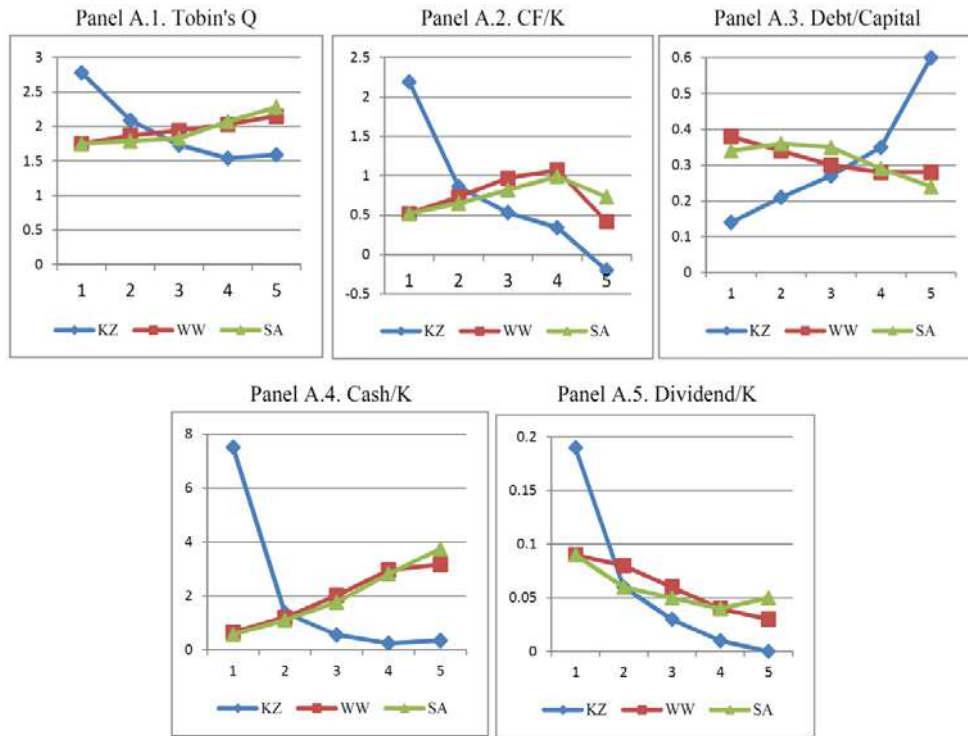 Panel A.1. Tobin's Q
3
2.5
2
1.5
1
0.5
0
1 2 3 4 5
KZ WW SA
Panel A.2. CF/K
2.5
2
1.5
1
0.5
0
-0.5
1 2 3 4 5
KZ WW SA
Panel A.3. Debt/Capital
0.6
0.5
0.4
0.3
0.2
0.1
0
1 2 3 4 5
KZ WW SA
Panel A.4. Cash/K
8
6
4
2
0
1 2 3 4 5
KZ WW SA
Panel A.5. Dividend/K
0.2
0.15
0.1
0.05
0
1 2 3 4 5
KZ WW SA